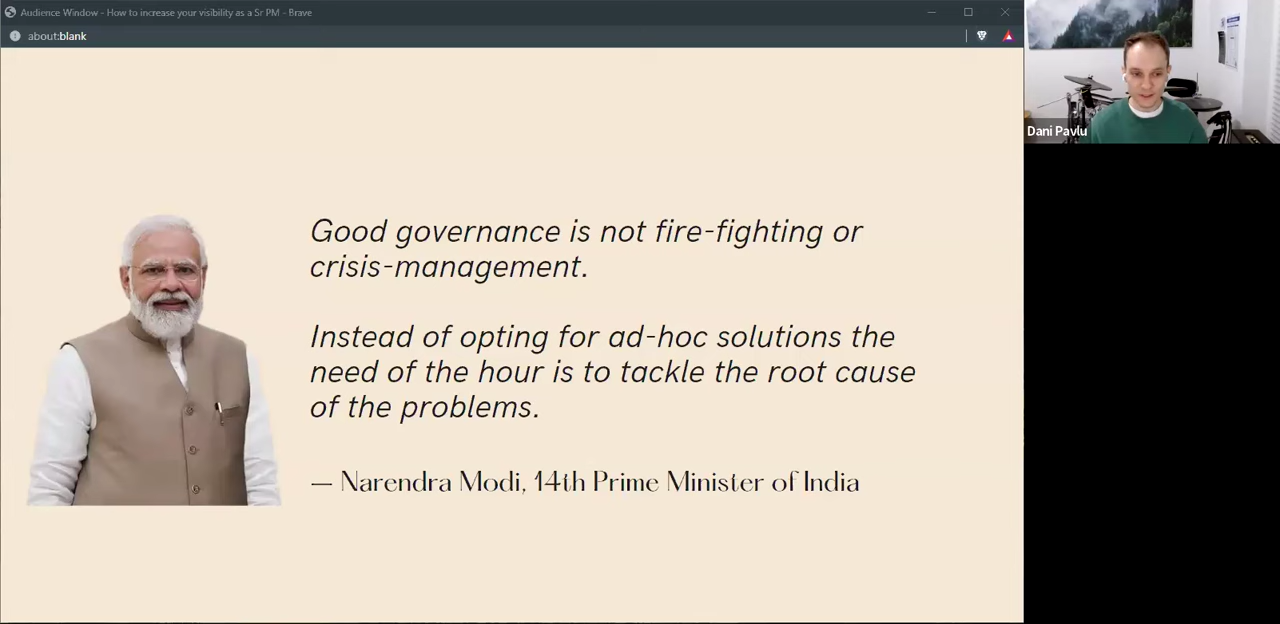 Audience Window - How to increase your visibility as a Sr PM - Brave
about:blank
Dani Pavlu
Good governance is not fire-fighting or
crisis-management.
Instead of opting for ad-hoc solutions the
need of the hour is to tackle the root cause
of the problems.
— Narendra Modi, 14th Prime Minister of India